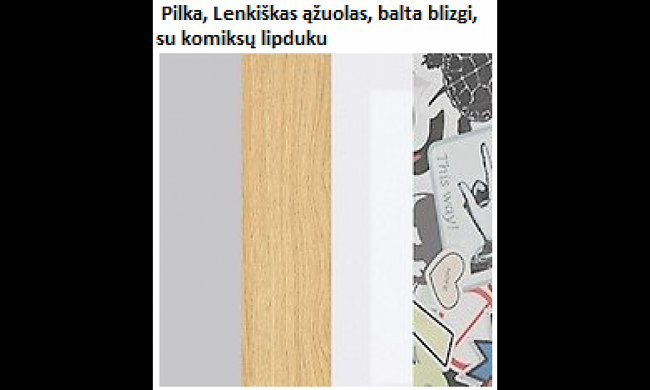 Pilka, Lenkiškas ąžuolas, balta blizgi,
su komiksų lipduku
This way!